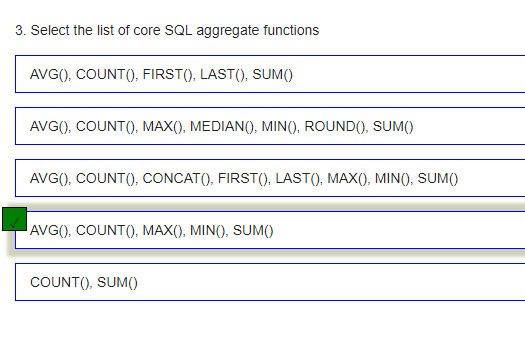 3. Select the list of core SQL aggregate functions
AVG(), COUNT(), FIRST(), LAST(), SUM()
AVG(), COUNT(), MAX(), MEDIAN(), MIN(), ROUND(), SUM()
AVG(), COUNT(), CONCAT(), FIRST(), LAST(), MAX(), MIN(), SUM()
AVG(), COUNT(), MAX(), MIN(), SUM()
COUNT(), SUM()